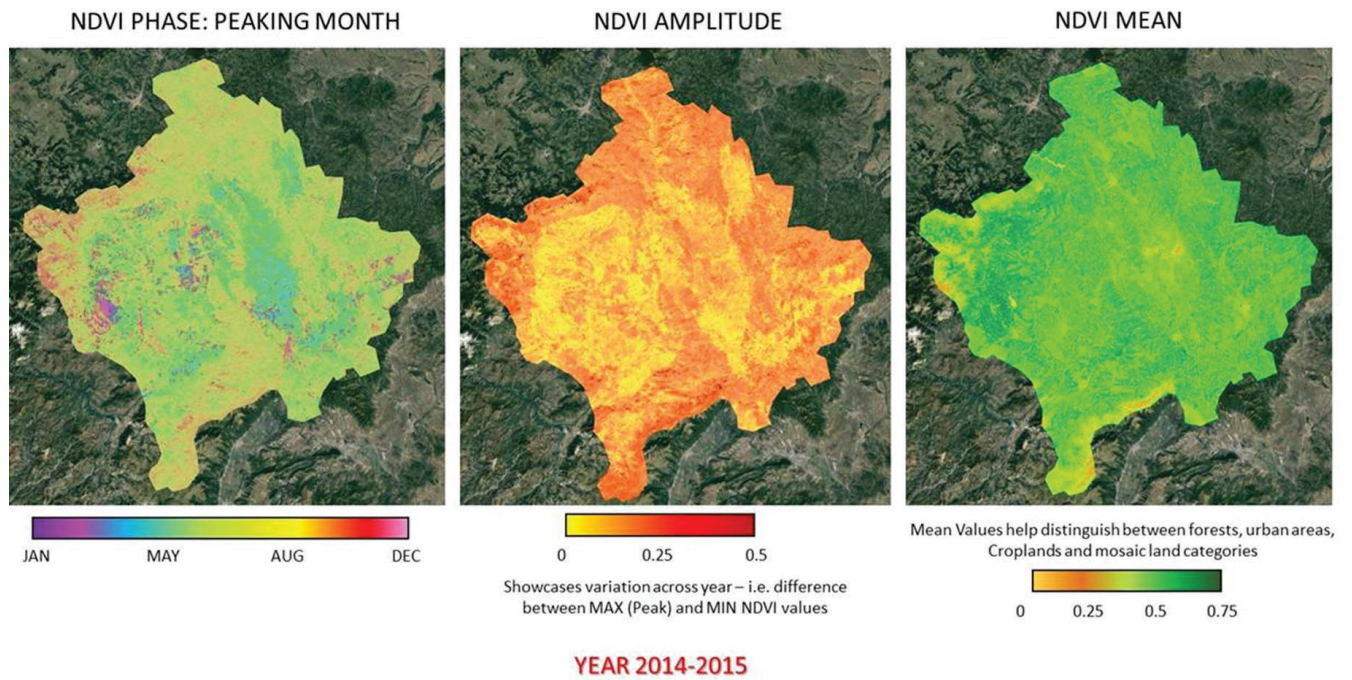 NDVI PHASE: PEAKING MONTH
NDVI AMPLITUDE
NDVI MEAN
JAN MAY AUG DEC
0 0.25 0.5
Showcases variation across year – i.e. difference
between MAX (Peak) and MIN NDVI values
Mean Values help distinguish between forests, urban areas,
Croplands and mosaic land categories
0 0.25 0.5 0.75
YEAR 2014-2015